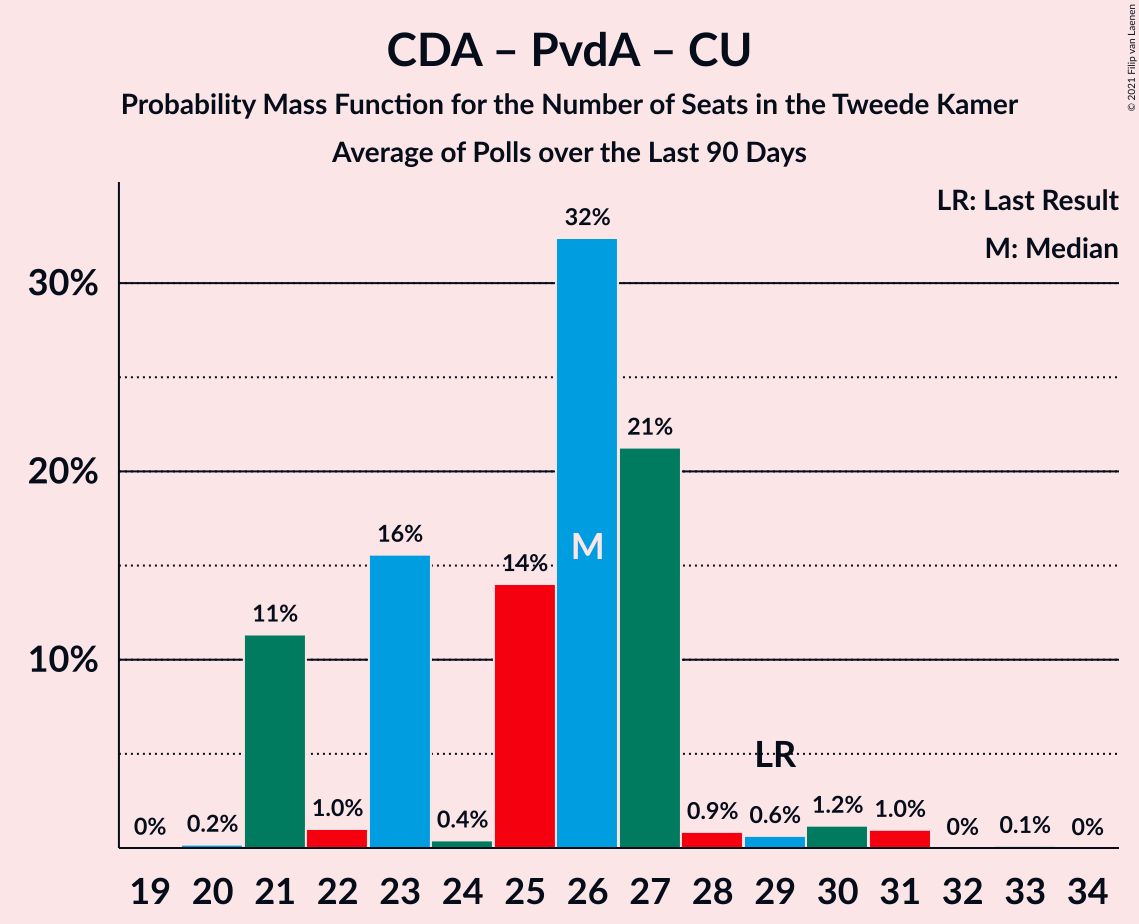 CDA – PvdA – CU
Probability Mass Function for the Number of Seats in the Tweede Kamer
Average of Polls over the Last 90 Days
© 2021 Filip van Laenen
LR: Last Result
M: Median
30%
20%
10%
0%
0.2%
11%
1.0%
16%
0.4%
14%
32%
M
21%
0.9%
LR
0.6%
1.2%
1.0%
0%
0.1%
0%
19 20 21 22 23 24 25 26 27 28 29 30 31 32 33 34